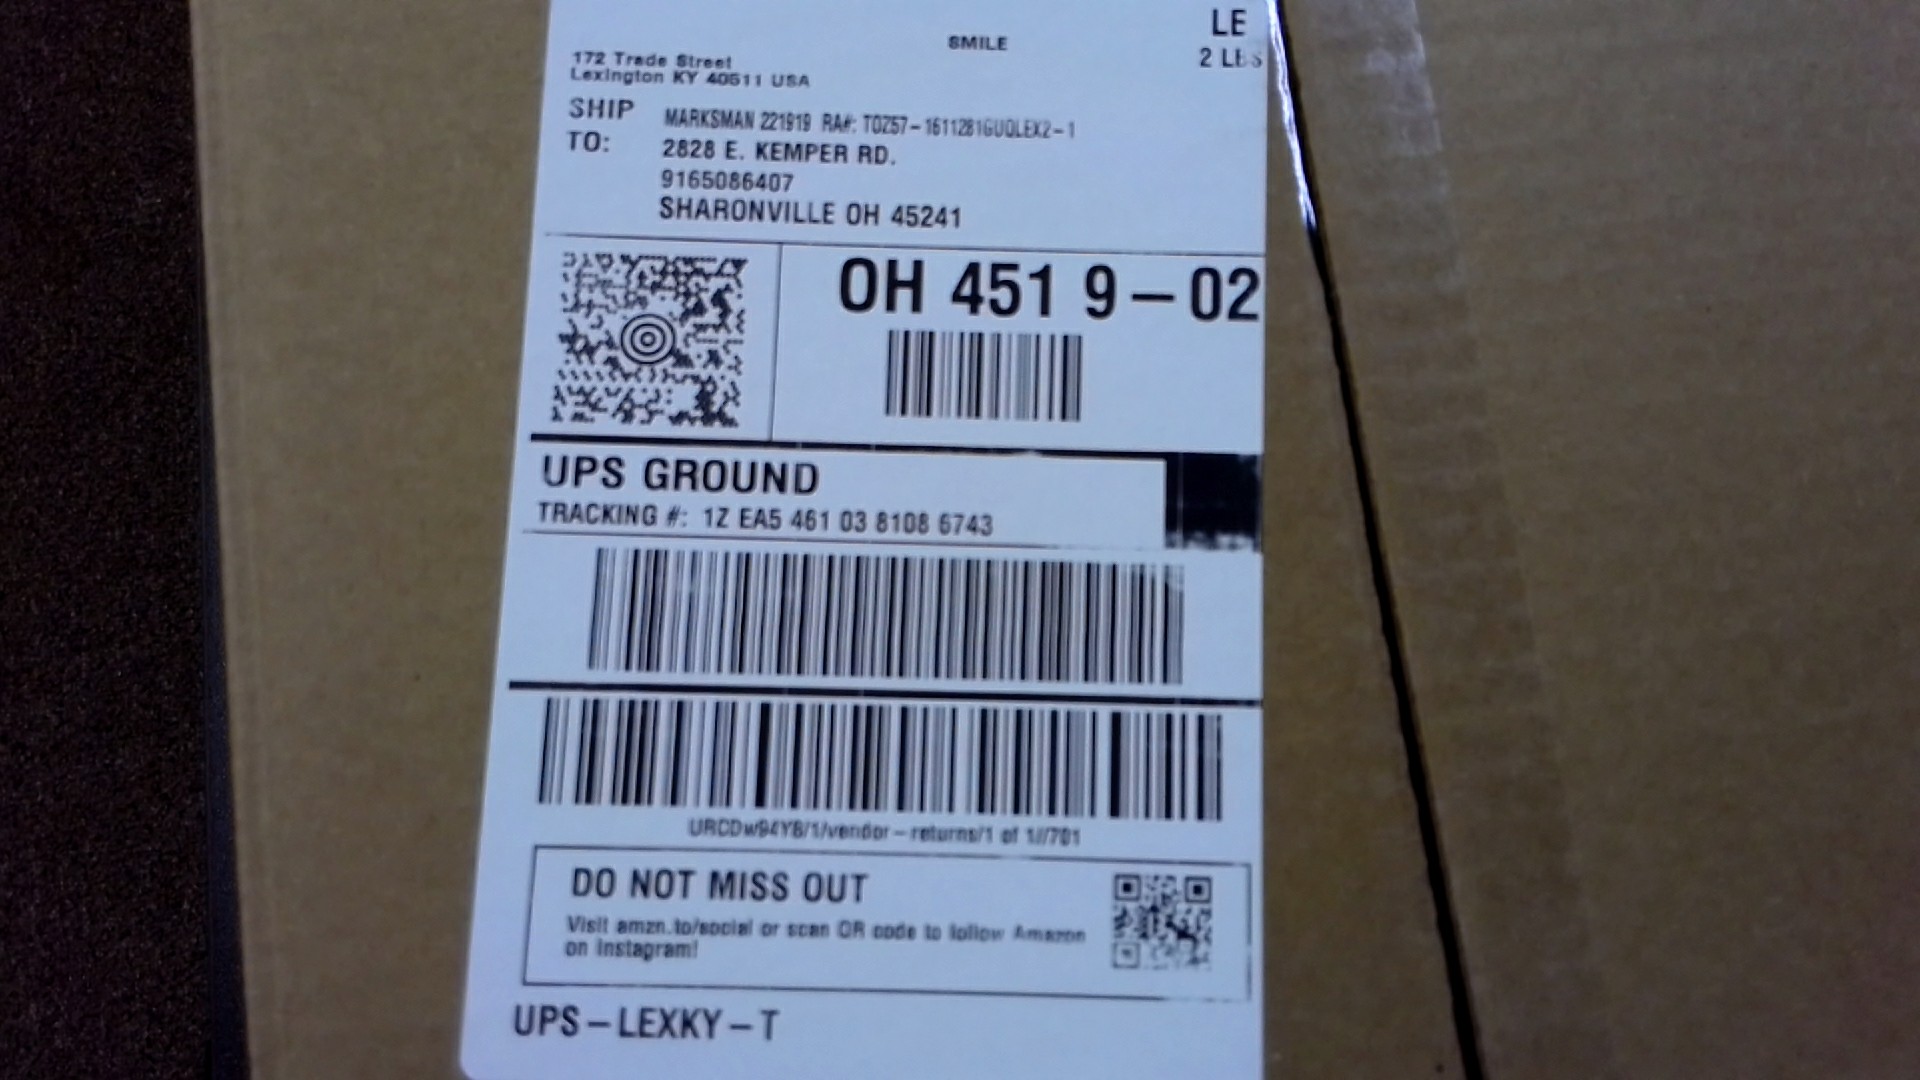 LE
SMILE
2 LBS
172 Trade Street
Lexington KY 40511 USA
SHIP TO:
MARKSMAN 221919 RA#: T0Z57-1611281GUQLEX2-1
2828 E. KEMPER RD.
9165086407
SHARONVILLE OH 45241
OH 451 9-02
UPS GROUND
TRACKING #: 1Z EA5 461 03 8108 6743
URCDw94Y8/1/vendor-returns/1 of 1//701
DO NOT MISS OUT
Visit amzn.to/social or scan QR code to follow Amazon
on Instagram!
UPS-LEXKY-T